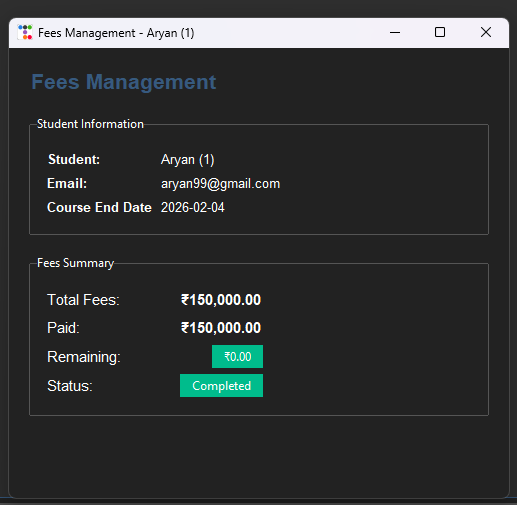 Fees Management - Aryan (1)
Fees Management
Student Information
Student: Aryan (1)
Email: aryan99@gmail.com
Course End Date 2026-02-04
Fees Summary
Total Fees: ₹150,000.00
Paid: ₹150,000.00
Remaining: ₹0.00
Status: Completed